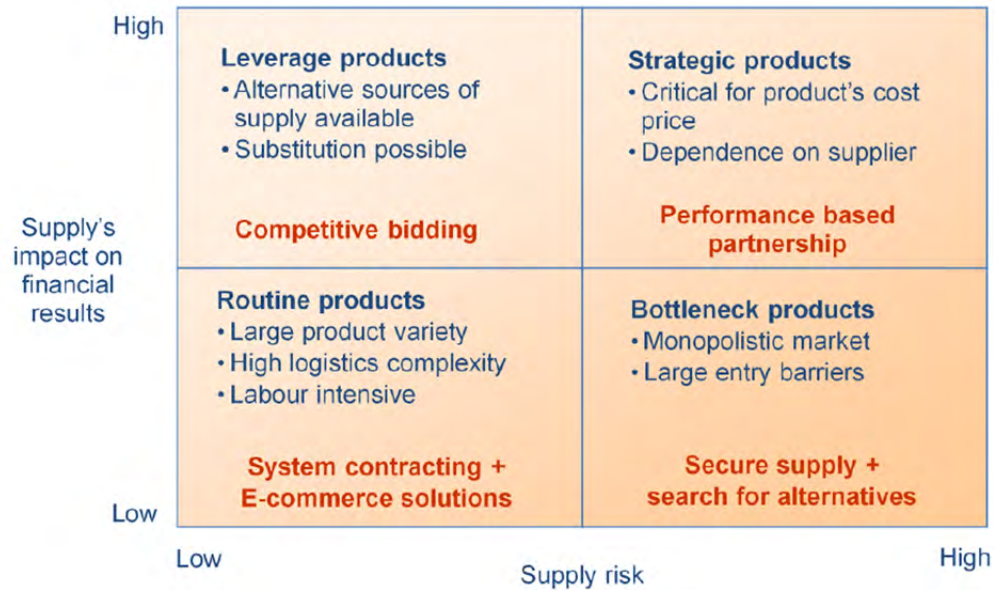 High
Leverage products
• Alternative sources of
supply available
• Substitution possible
Competitive bidding
Strategic products
• Critical for product's cost
price
• Dependence on supplier
Performance based
partnership
Supply's
impact on
financial
results
Routine products
• Large product variety
• High logistics complexity
• Labour intensive
System contracting +
E-commerce solutions
Bottleneck products
• Monopolistic market
• Large entry barriers
Secure supply +
search for alternatives
Low
Low
Supply risk
High